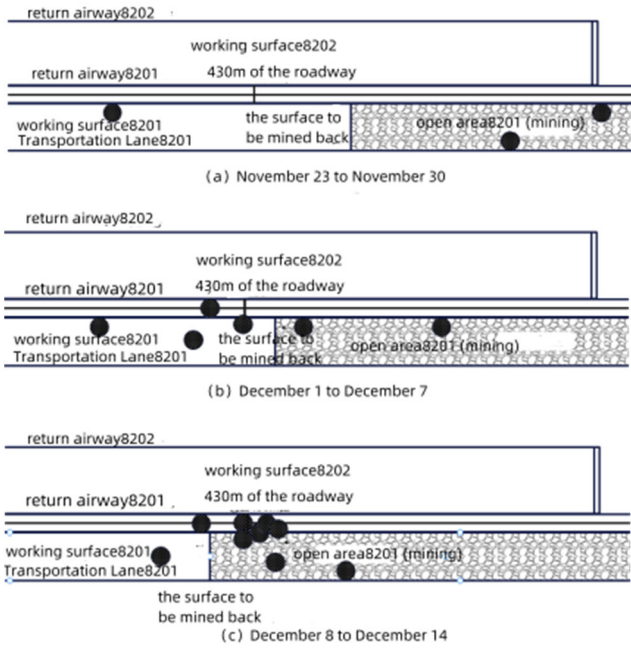 return airway8202
working surface8202
return airway8201
430m of the roadway
working surface8201
Transportation Lane8201
the surface to
be mined back
open area8201 (mining)
(a) November 23 to November 30
return airway8202
working surface8202
return airway8201
430m of the roadway
working surface8201
Transportation Lane8201
the surface to
be mined back
open area8201 (mining)
(b) December 1 to December 7
return airway8202
working surface8202
return airway8201
430m of the roadway
working surface8201
Transportation Lane8201
open area8201 (mining)
the surface to
be mined back
(c) December 8 to December 14